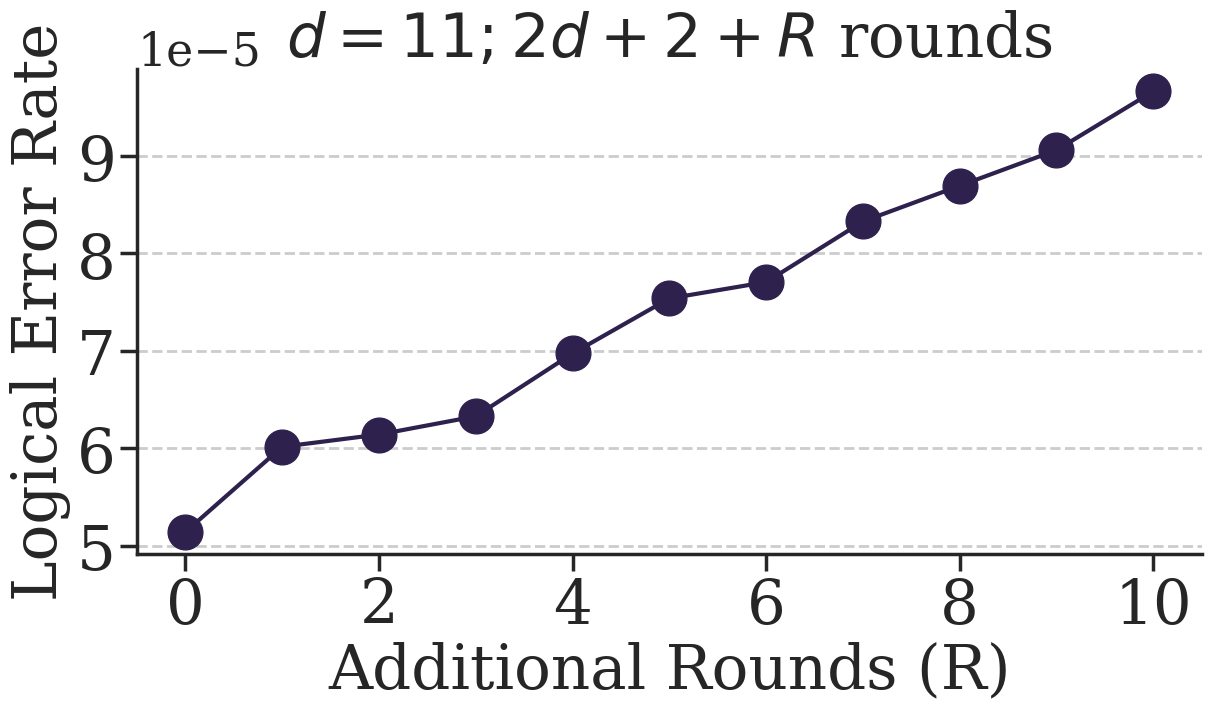 1e−5
d = 11; 2d + 2 + R rounds
Logical Error Rate
9
8
7
6
5
0 2 4 6 8 10
Additional Rounds (R)